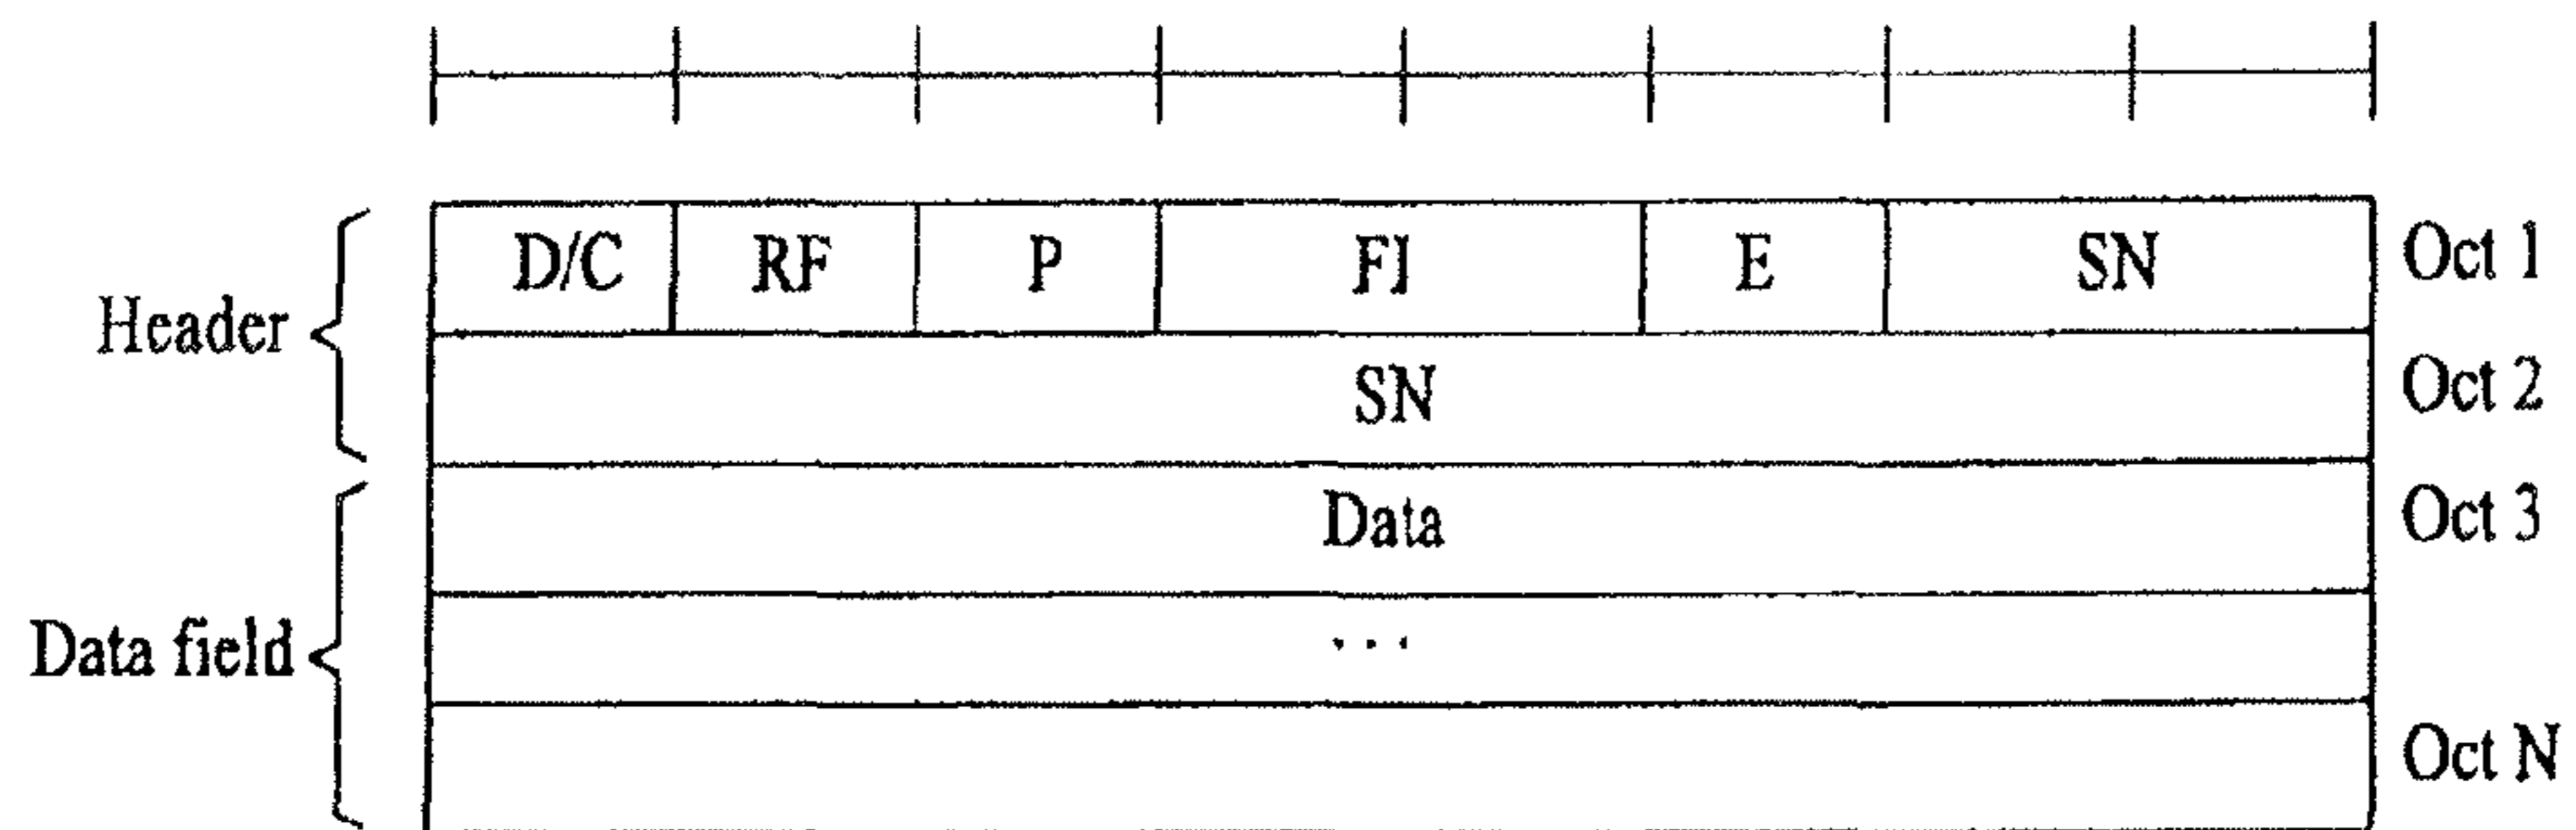 D/C RF P FI E SN Oct 1
Header
SN Oct 2
Data Oct 3
Data field
...
Oct N